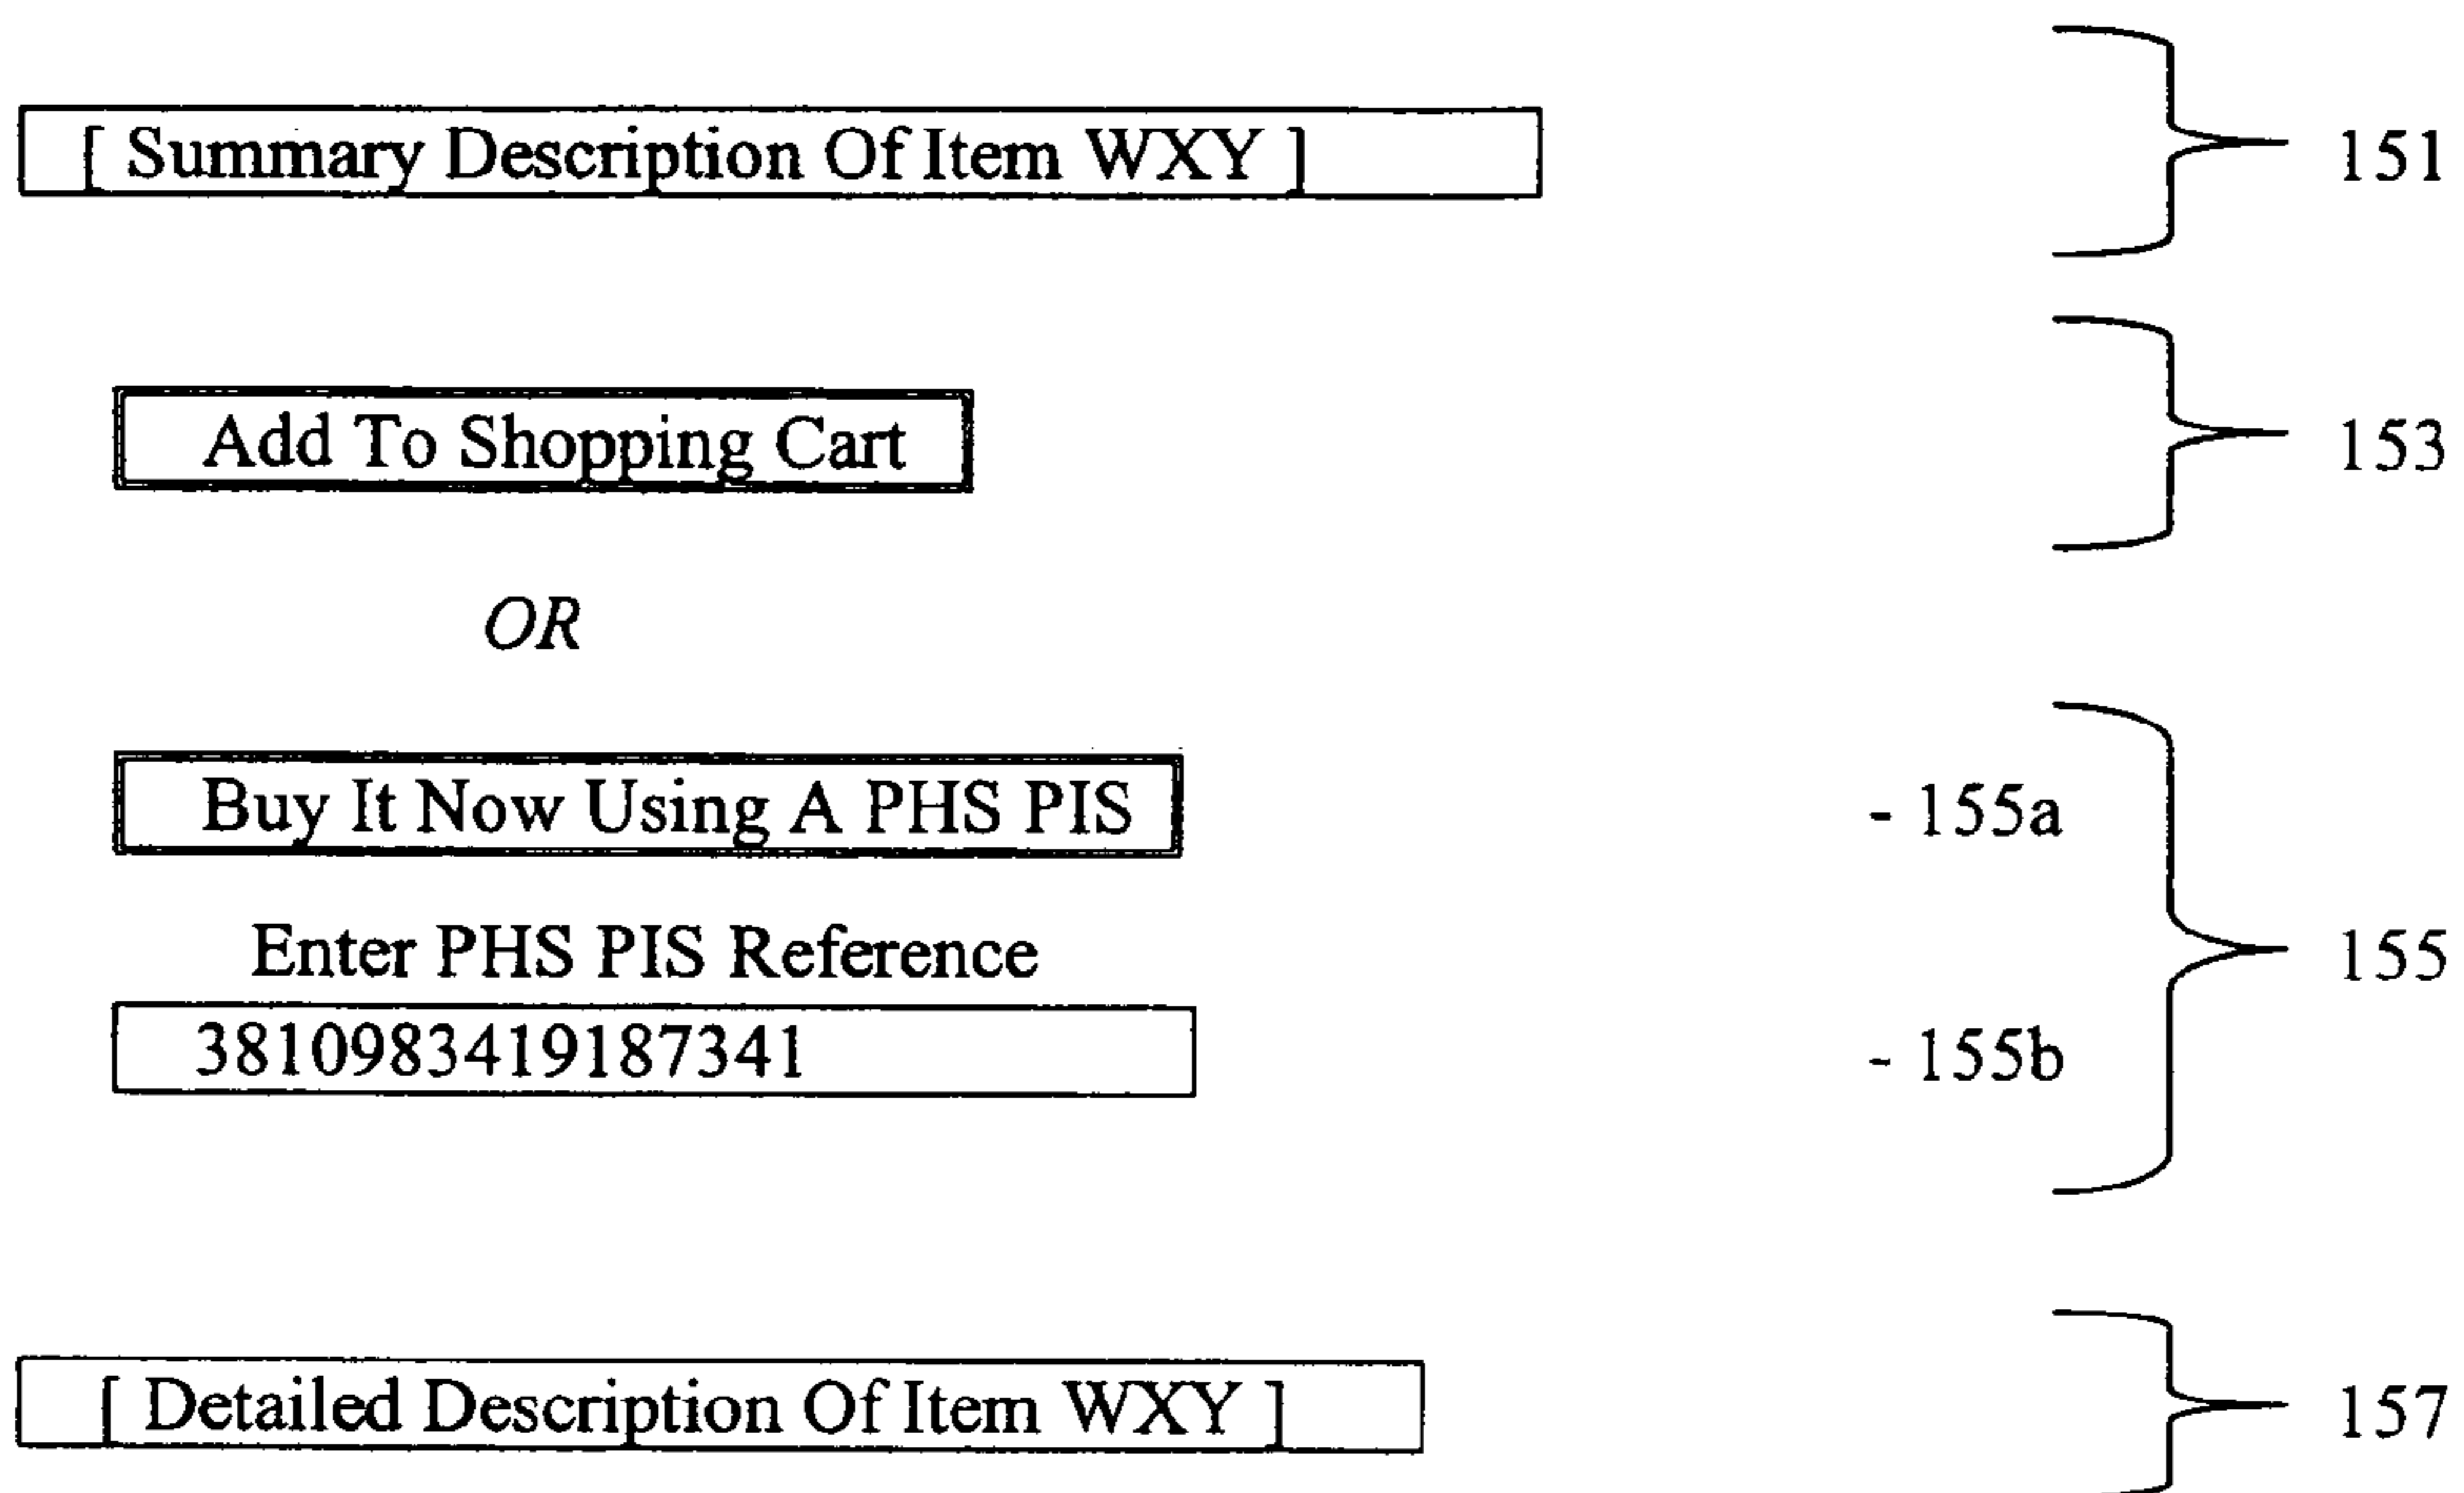 [ Summary Description Of Item WXY ] 151
Add To Shopping Cart 153
OR
Buy It Now Using A PHS PIS - 155a
Enter PHS PIS Reference 155
3810983419187341 - 155b
[ Detailed Description Of Item WXY ] 157